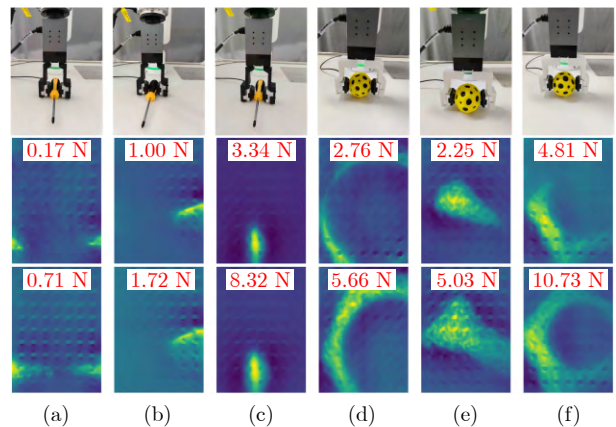 0.17 N 1.00 N 3.34 N 2.76 N 2.25 N 4.81 N
0.71 N 1.72 N 8.32 N 5.66 N 5.03 N 10.73 N
(a) (b) (c) (d) (e) (f)